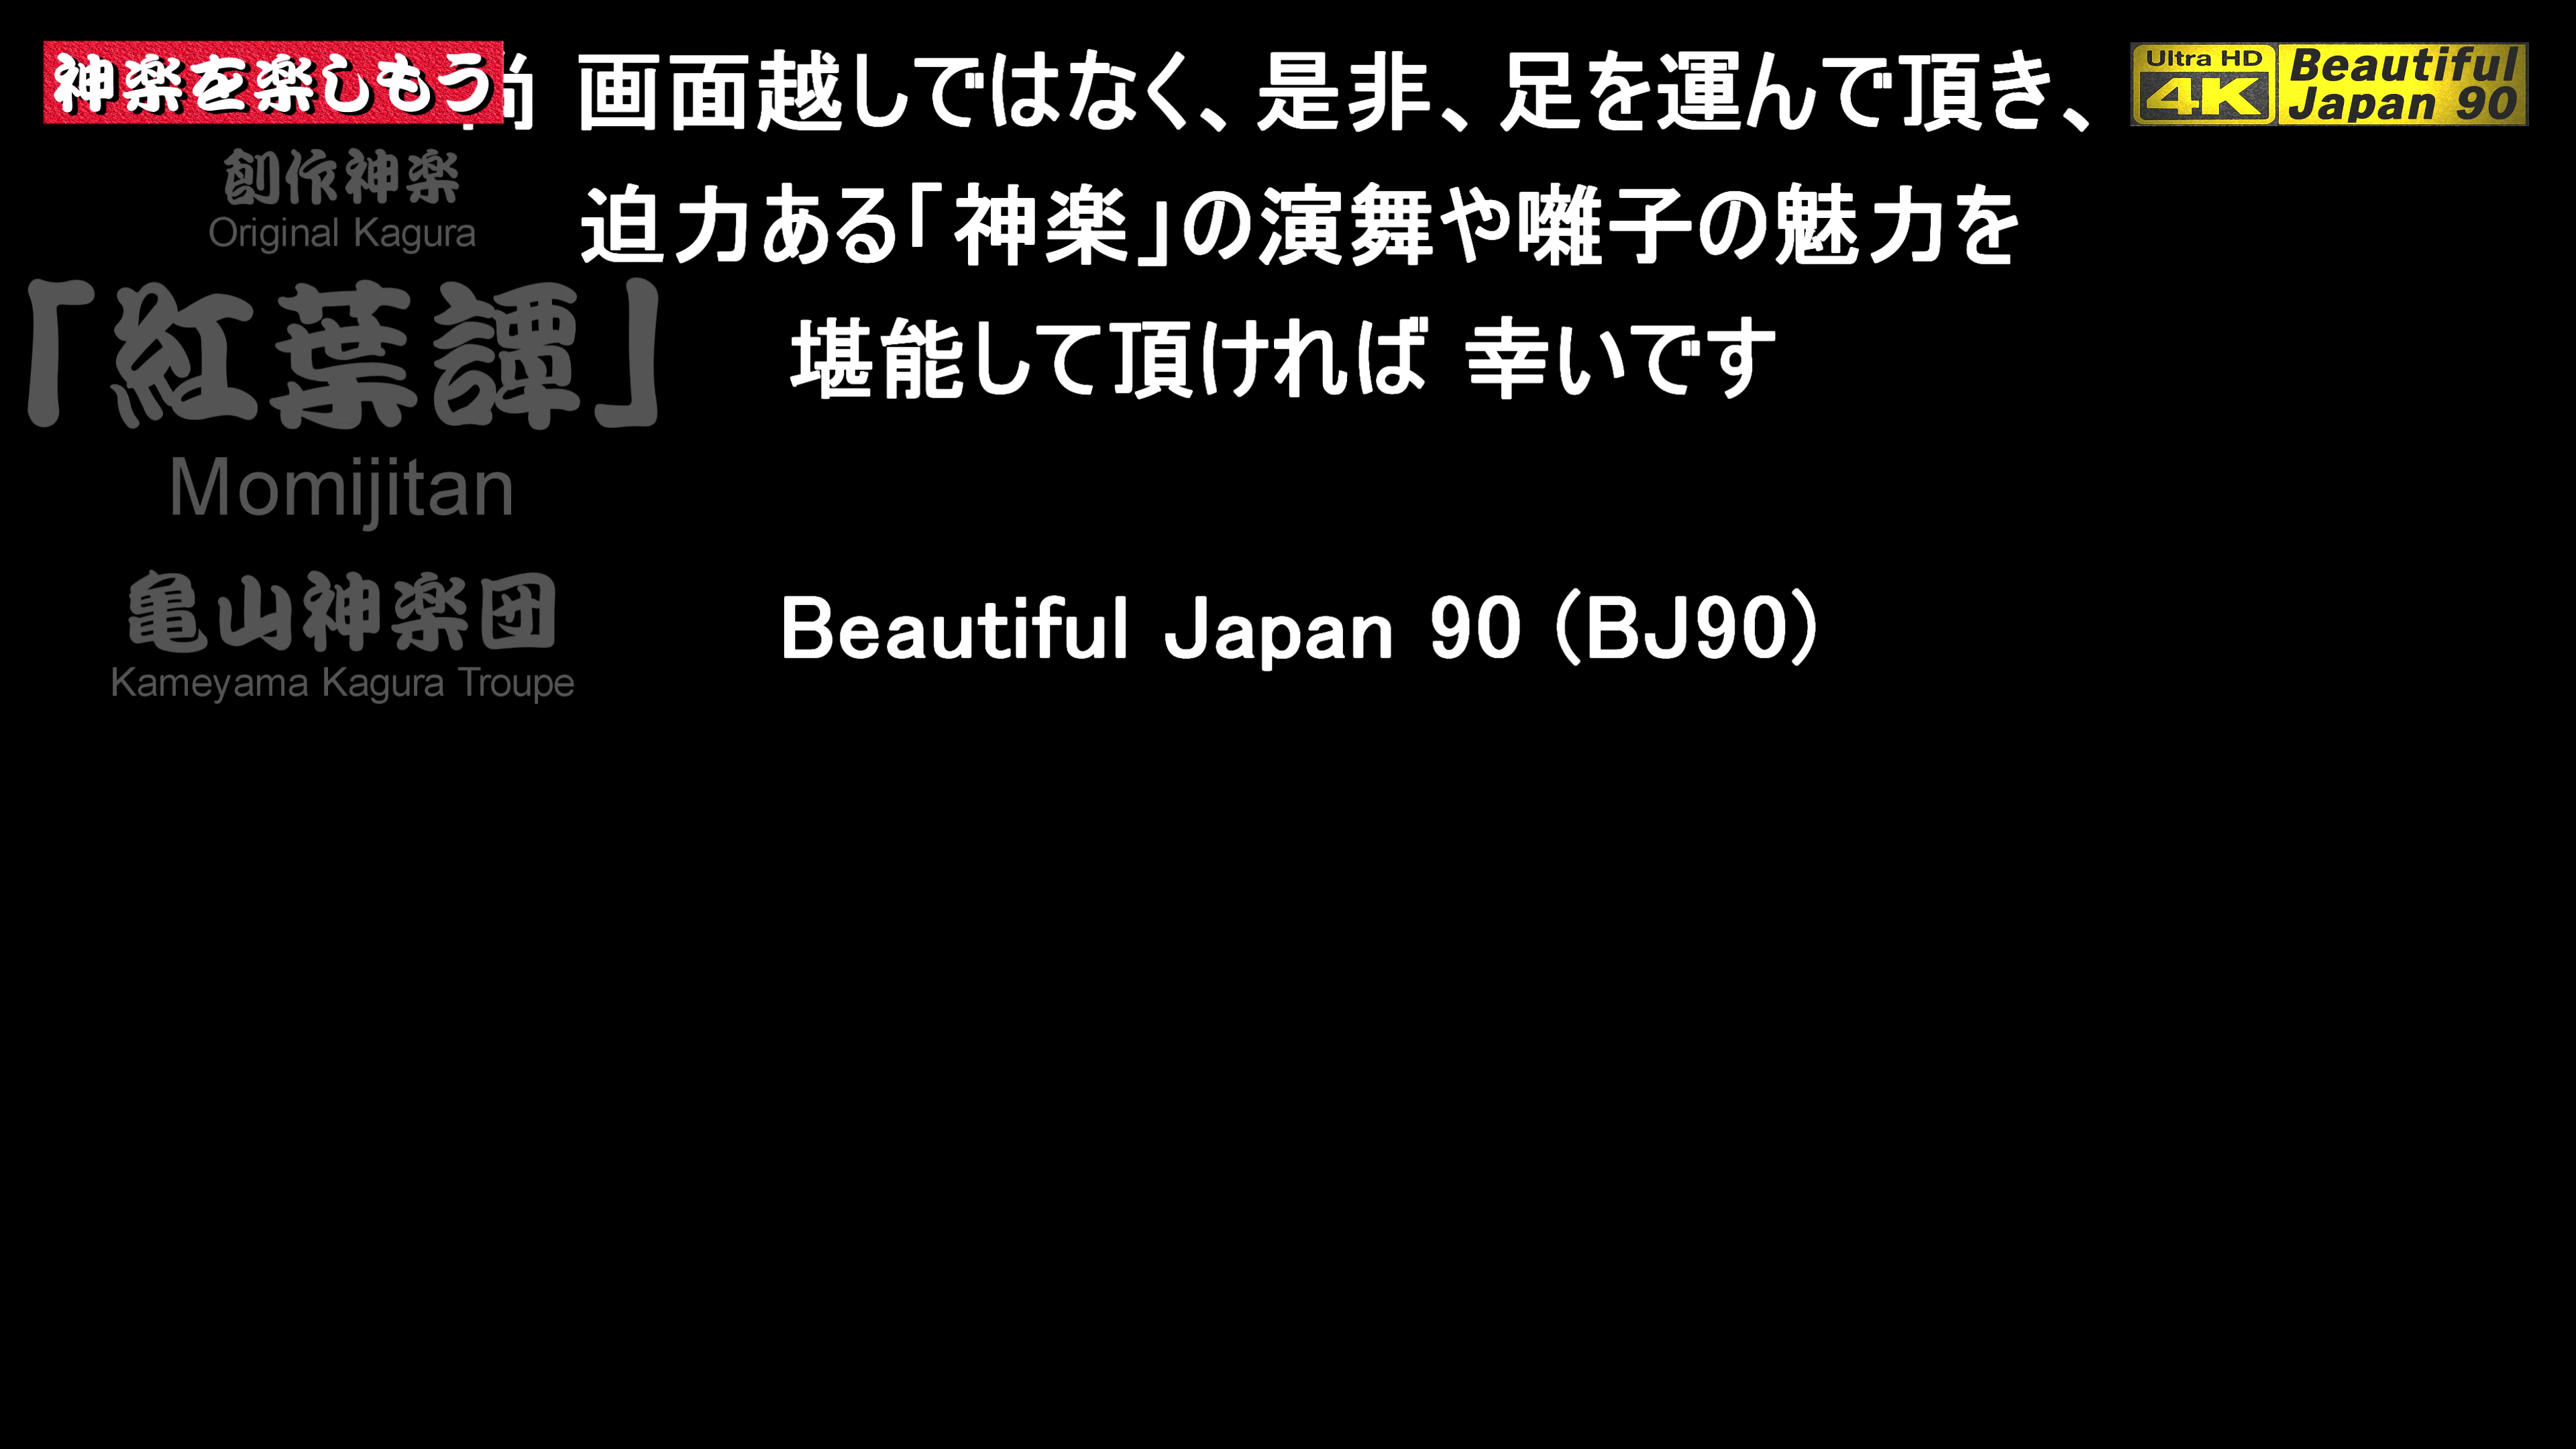 神楽を楽しもう
画面越しではなく、是非、足を運んで頂き、
迫力ある「神楽」の演舞や囃子の魅力を
堪能して頂ければ 幸いです
Beautiful Japan 90 (BJ90)
創作神楽
Original Kagura
「紅葉譚」
Momijitan
亀山神楽団
Kameyama Kagura Troupe
Ultra HD
4K
Beautiful
Japan 90